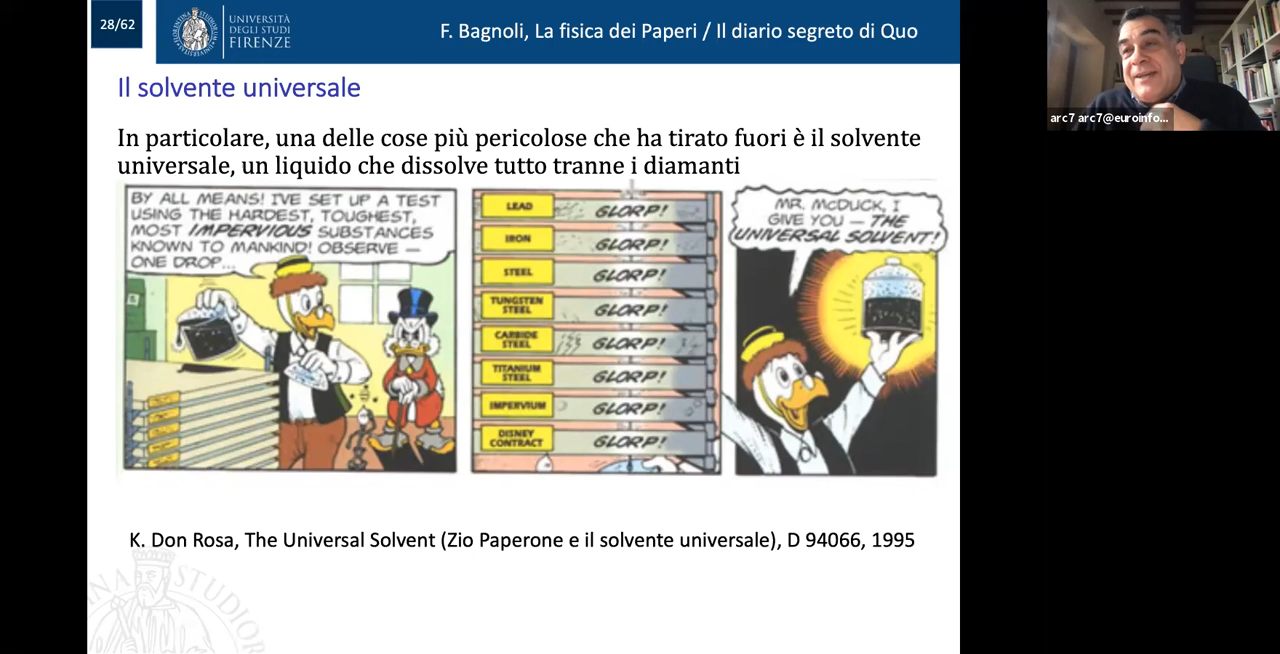 28/62
UNIVERSITÀ
DEGLI STUDI
FIRENZE
F. Bagnoli, La fisica dei Paperi / Il diario segreto di Quo
arc7 arc7@euroinfo...
Il solvente universale
In particolare, una delle cose più pericolose che ha tirato fuori è il solvente
universale, un liquido che dissolve tutto tranne i diamanti
BY ALL MEANS! I'VE SET UP A TEST
USING THE HARDEST, TOUGHEST,
MOST IMPERVIOUS SUBSTANCES
KNOWN TO MANKIND! OBSERVE —
ONE DROP...
LEAD
GLORP!
IRON
GLORP!
STEEL
GLORP!
TUNGSTEN
STEEL
GLORP!
CARBIDE
STEEL
GLORP!
TITANIUM
STEEL
GLORP!
IMPERVIUM
GLORP!
DISNEY
CONTRACT
GLORP!
MR. McDUCK, I
GIVE YOU — THE
UNIVERSAL SOLVENT!
K. Don Rosa, The Universal Solvent (Zio Paperone e il solvente universale), D 94066, 1995